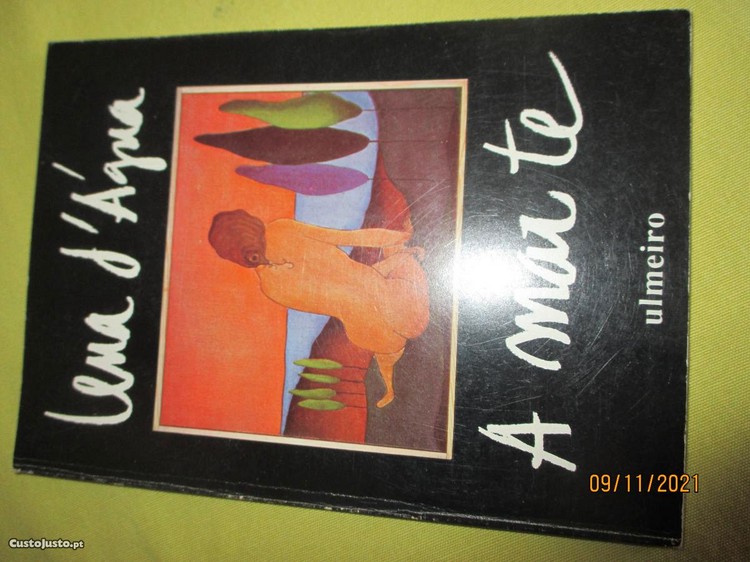 Lena d'Água
A mar te
ulmeiro
09/11/2021
CustoJusto.pt